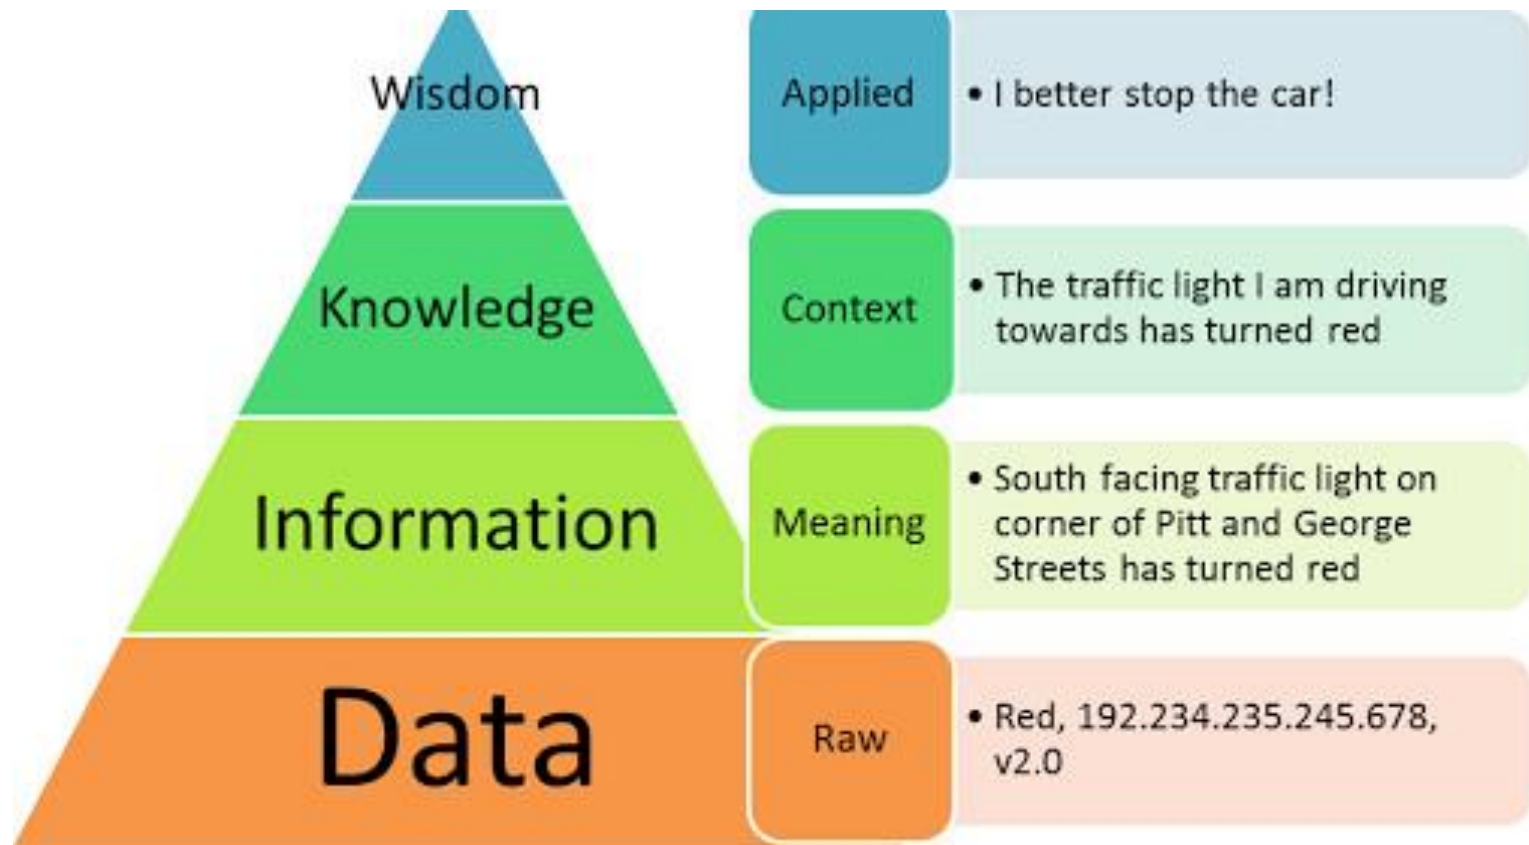 Wisdom
Applied
• I better stop the car!
Knowledge
Context
• The traffic light I am driving
towards has turned red
Information
Meaning
• South facing traffic light on
corner of Pitt and George
Streets has turned red
Data
Raw
• Red, 192.234.235.245.678,
v2.0